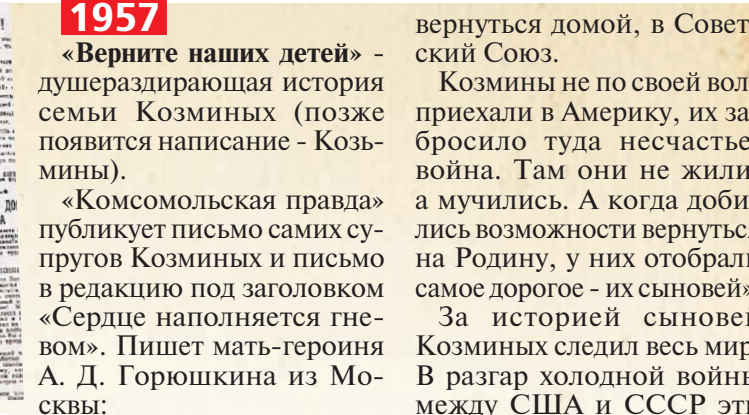 1957
«Верните наших детей» -
душераздирающая история
семьи Козминых (позже
появится написание - Козь-
мины).
«Комсомольская правда»
публикует письмо самих су-
пругов Козминых и письмо
в редакцию под заголовком
«Сердце наполняется гне-
вом». Пишет мать-героиня
А. Д. Горюшкина из Мо-
сквы:
вернуться домой, в Совет-
ский Союз.
Козмины не по своей вол
приехали в Америку, их за-
бросило туда несчастье
война. Там они не жили
а мучились. А когда доби-
лись возможности вернуться
на Родину, у них отобрали
самое дорогое - их сыновей»
За историей сыновей
Козминых следил весь мир
В разгар холодной войны
между США и СССР эти